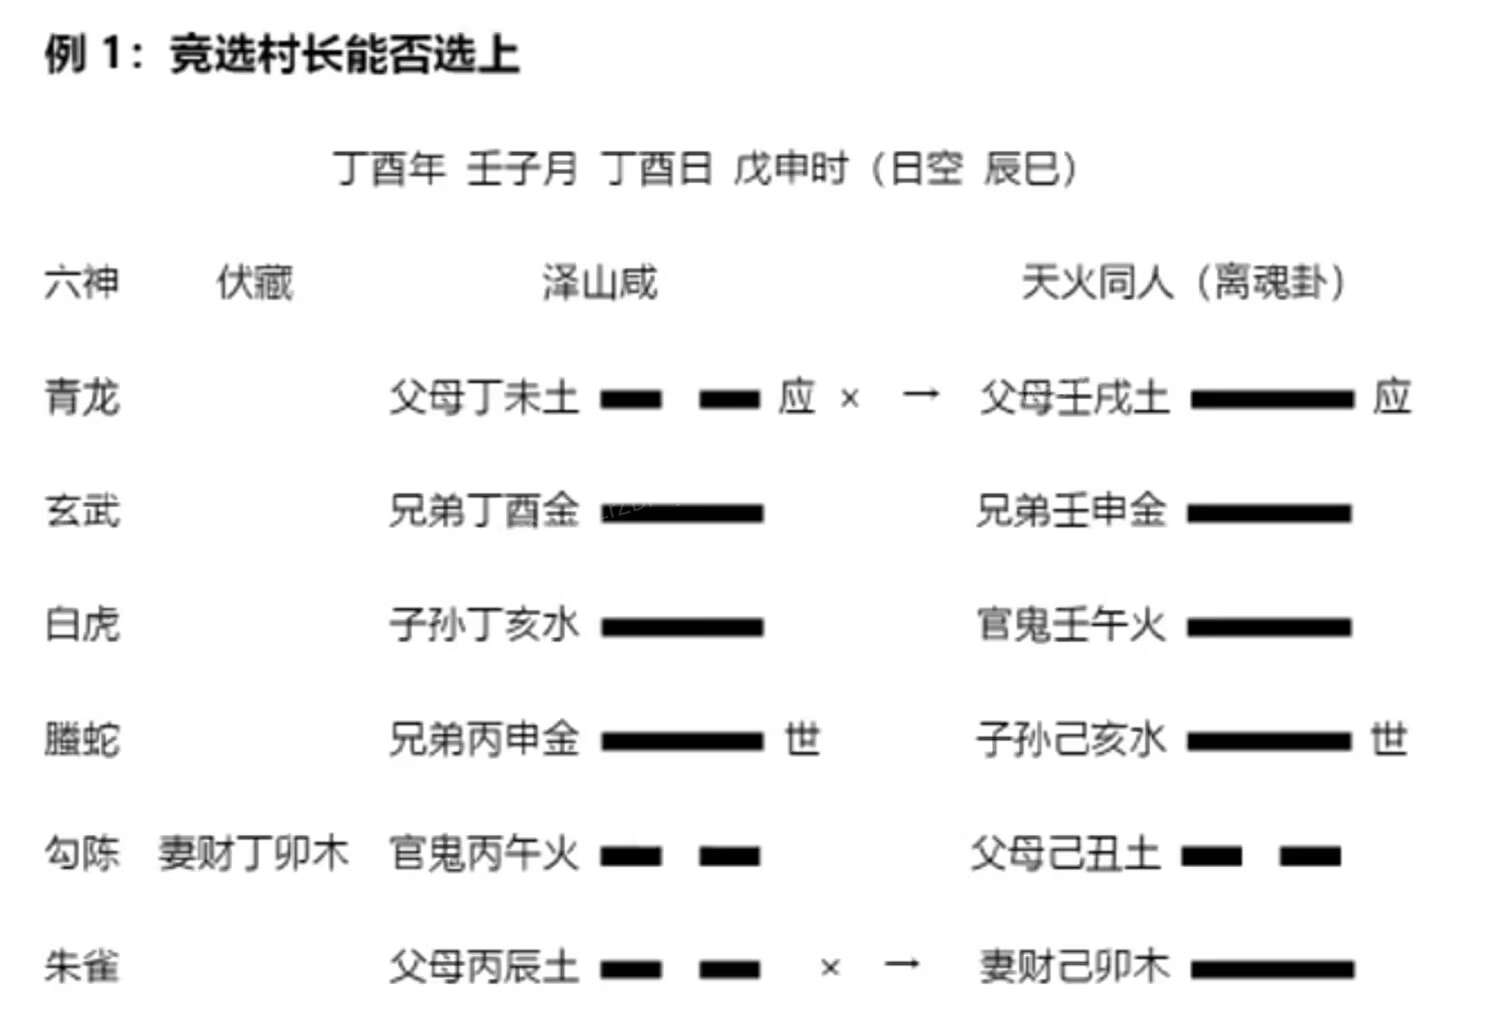 例 1：竞选村长能否选上
丁酉年 壬子月 丁酉日 戊申时（日空 辰巳）
六神 伏藏 泽山咸 天火同人（离魂卦）
青龙 父母丁未土 应 × → 父母壬戌土 应
玄武 兄弟丁酉金 兄弟壬申金
白虎 子孙丁亥水 官鬼壬午火
螣蛇 兄弟丙申金 世 子孙己亥水 世
勾陈 妻财丁卯木 官鬼丙午火 父母己丑土
朱雀 父母丙辰土 × → 妻财己卯木